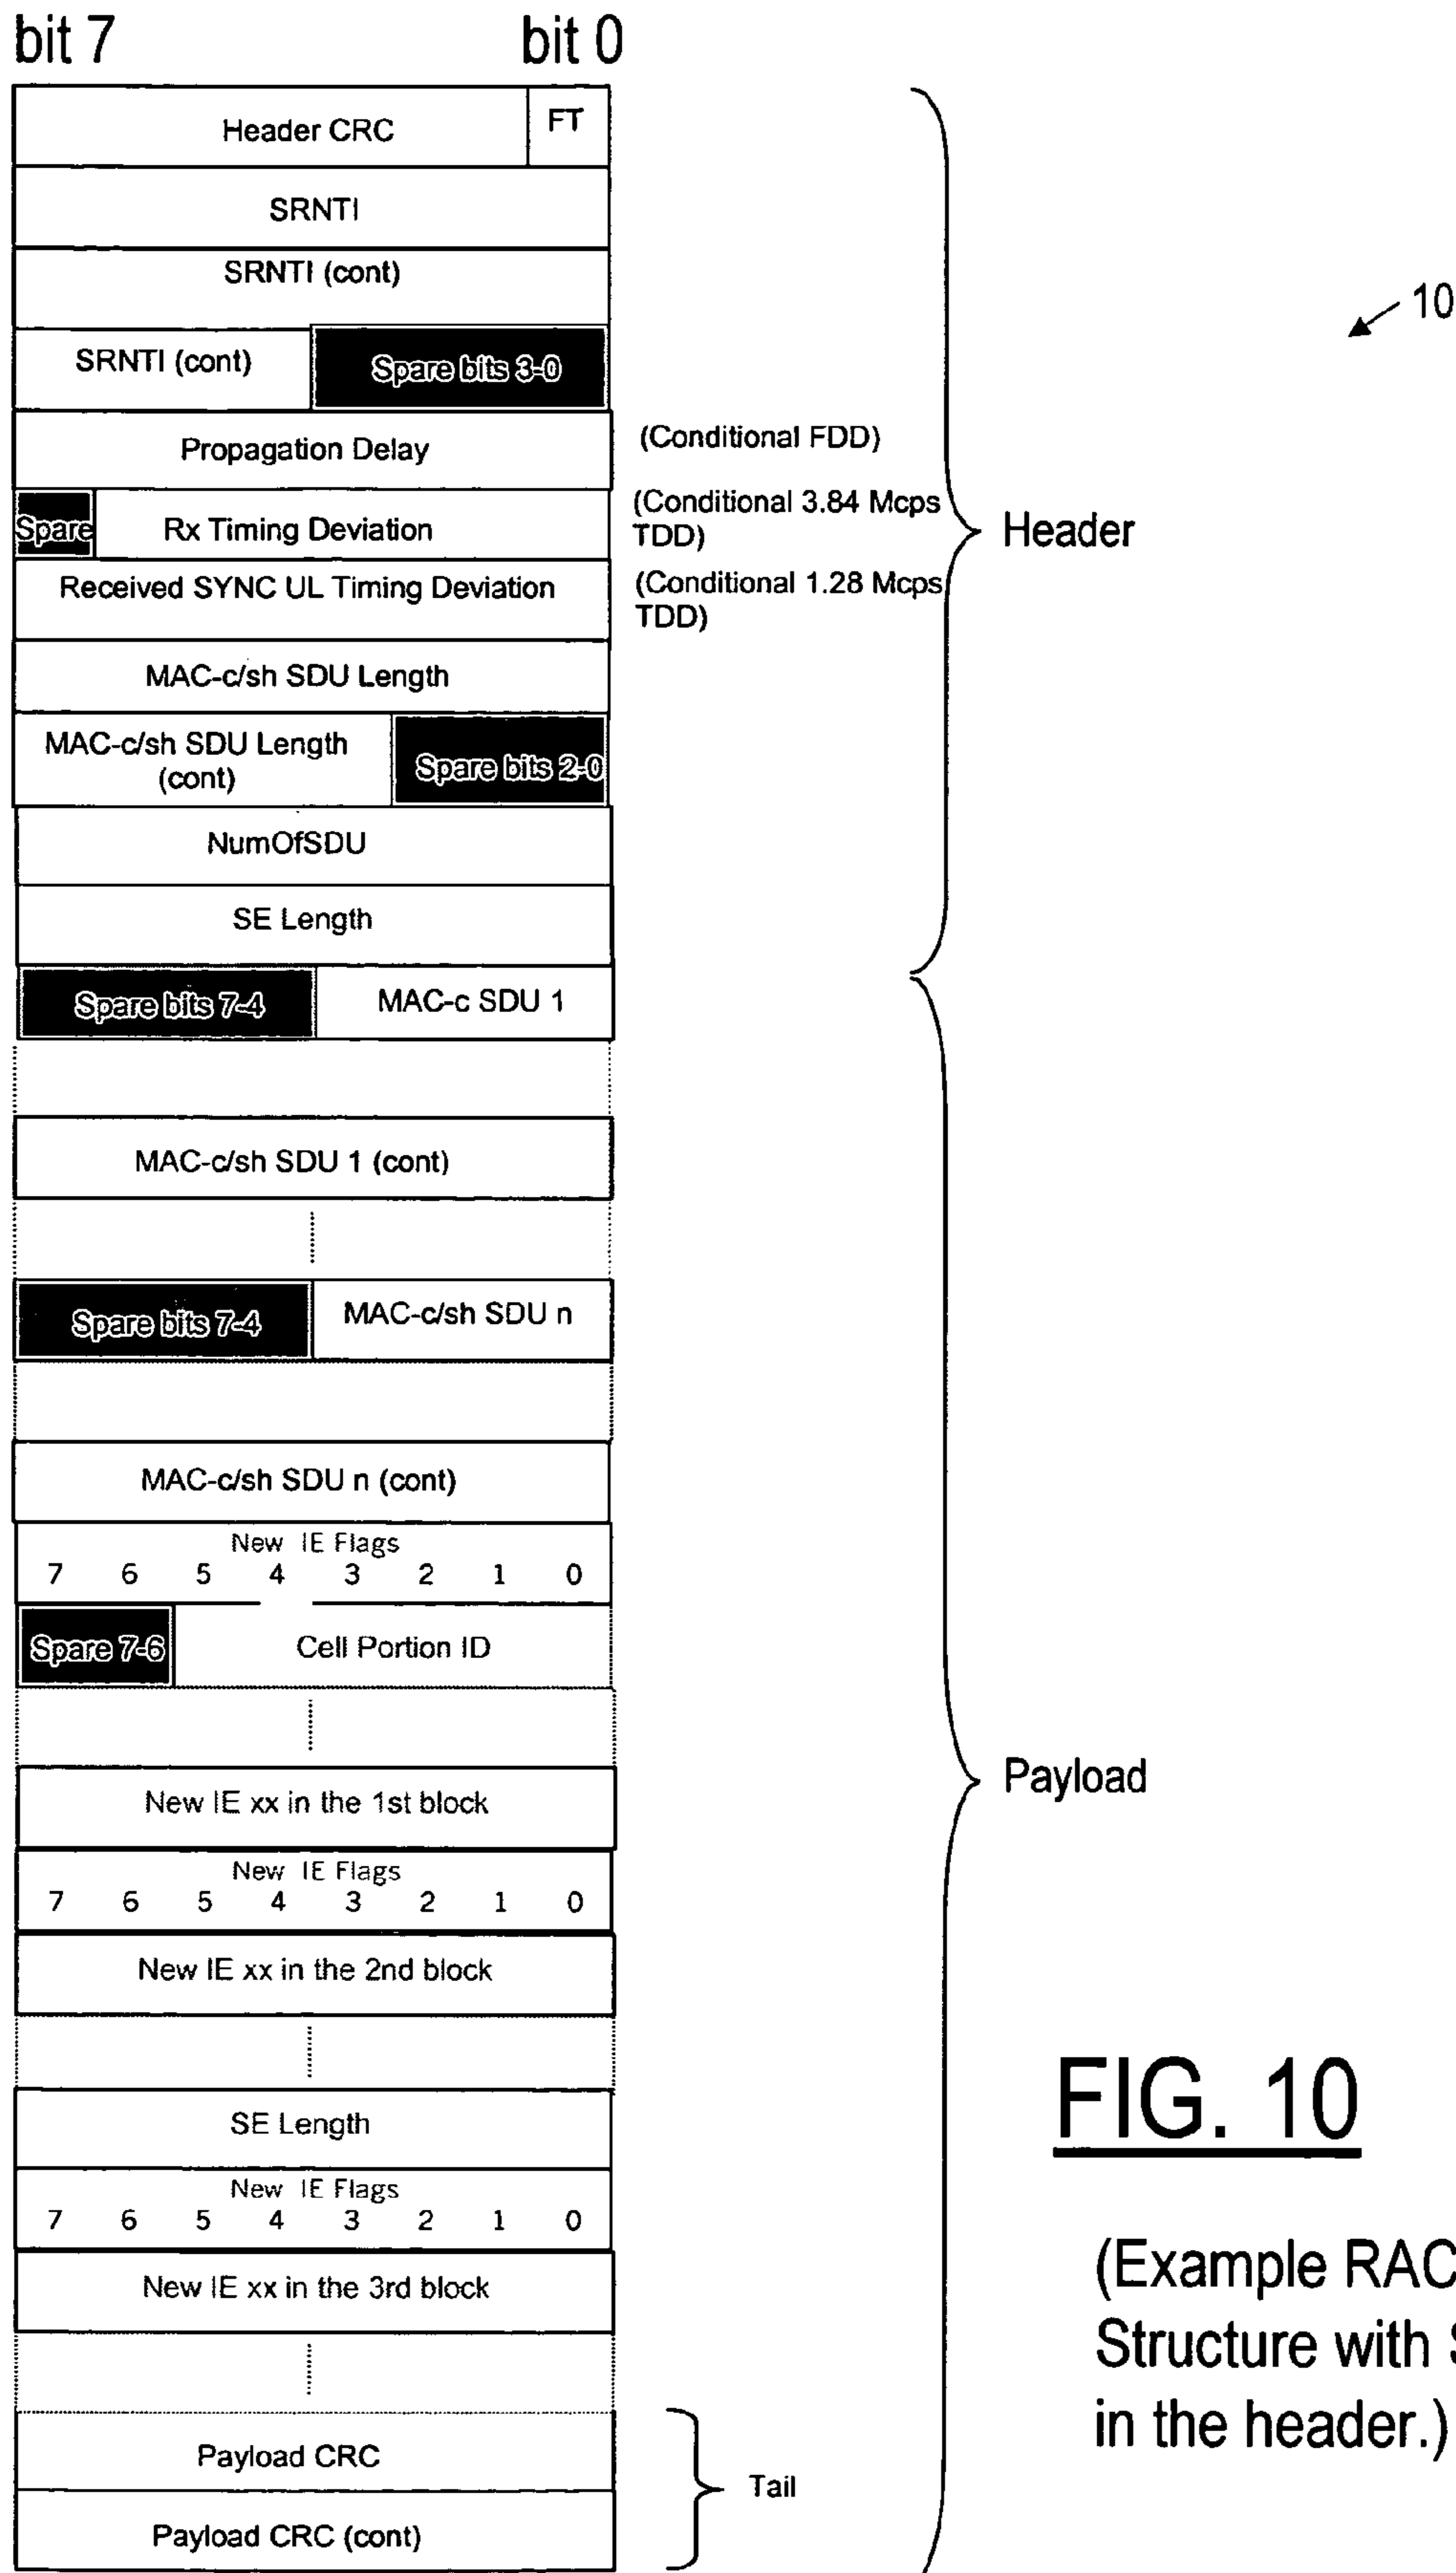 bit 7 bit 0
Header CRC FT
SRNTI
SRNTI (cont)
10
SRNTI (cont) Spare bits 3-0
Propagation Delay (Conditional FDD)
Spare Rx Timing Deviation (Conditional 3.84 Mcps
TDD)
Header
Received SYNC UL Timing Deviation (Conditional 1.28 Mcps
TDD)
MAC-c/sh SDU Length
MAC-c/sh SDU Length
(cont) Spare bits 2-0
NumOfSDU
SE Length
Spare bits 7-4 MAC-c SDU 1
MAC-c/sh SDU 1 (cont)
Spare bits 7-4 MAC-c/sh SDU n
MAC-c/sh SDU n (cont)
New IE Flags
7 6 5 4 3 2 1 0
Spare 7-6 Cell Portion ID
Payload
New IE xx in the 1st block
New IE Flags
7 6 5 4 3 2 1 0
New IE xx in the 2nd block
SE Length
New IE Flags
7 6 5 4 3 2 1 0
New IE xx in the 3rd block
Payload CRC
Tail
Payload CRC (cont)
FIG. 10
(Example RAC
Structure with
in the header.)